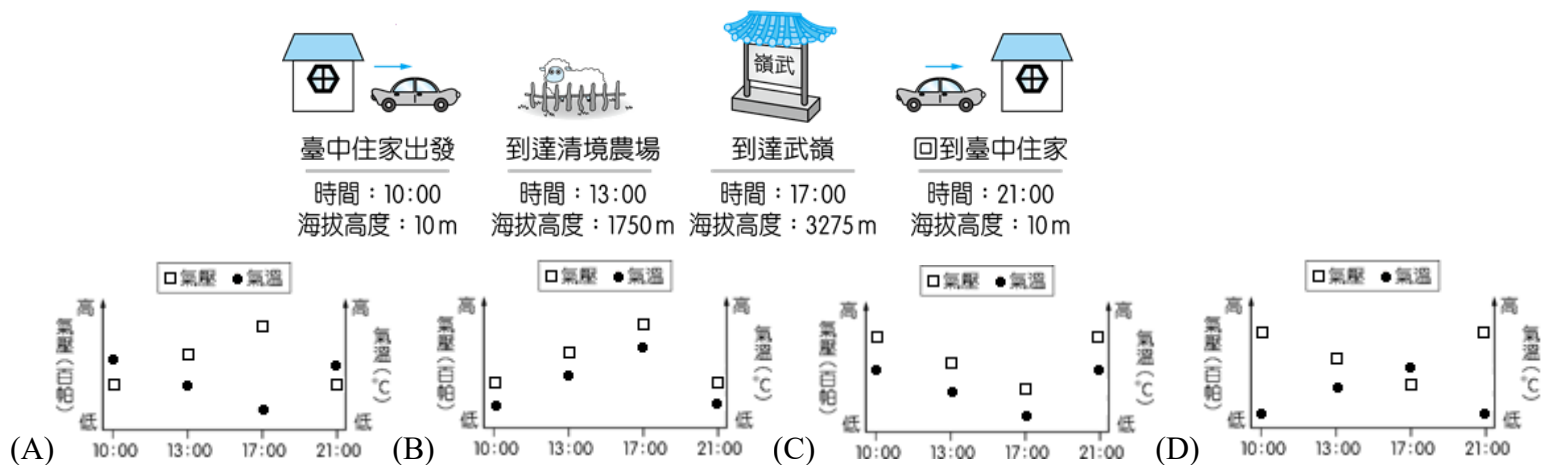 嶺武
臺中住家出發
時間：10:00
海拔高度：10m
到達清境農場
時間：13:00
海拔高度：1750m
到達武嶺
時間：17:00
海拔高度：3275m
回到臺中住家
時間：21:00
海拔高度：10m
(A)
□氣壓 ●氣溫
高
氣壓(百帕)
低
高
氣溫(℃)
低
10:00 13:00 17:00 21:00
(B)
□氣壓 ●氣溫
高
氣壓(百帕)
低
高
氣溫(℃)
低
10:00 13:00 17:00 21:00
(C)
□氣壓 ●氣溫
高
氣壓(百帕)
低
高
氣溫(℃)
低
10:00 13:00 17:00 21:00
(D)
□氣壓 ●氣溫
高
氣壓(百帕)
低
高
氣溫(℃)
低
10:00 13:00 17:00 21:00